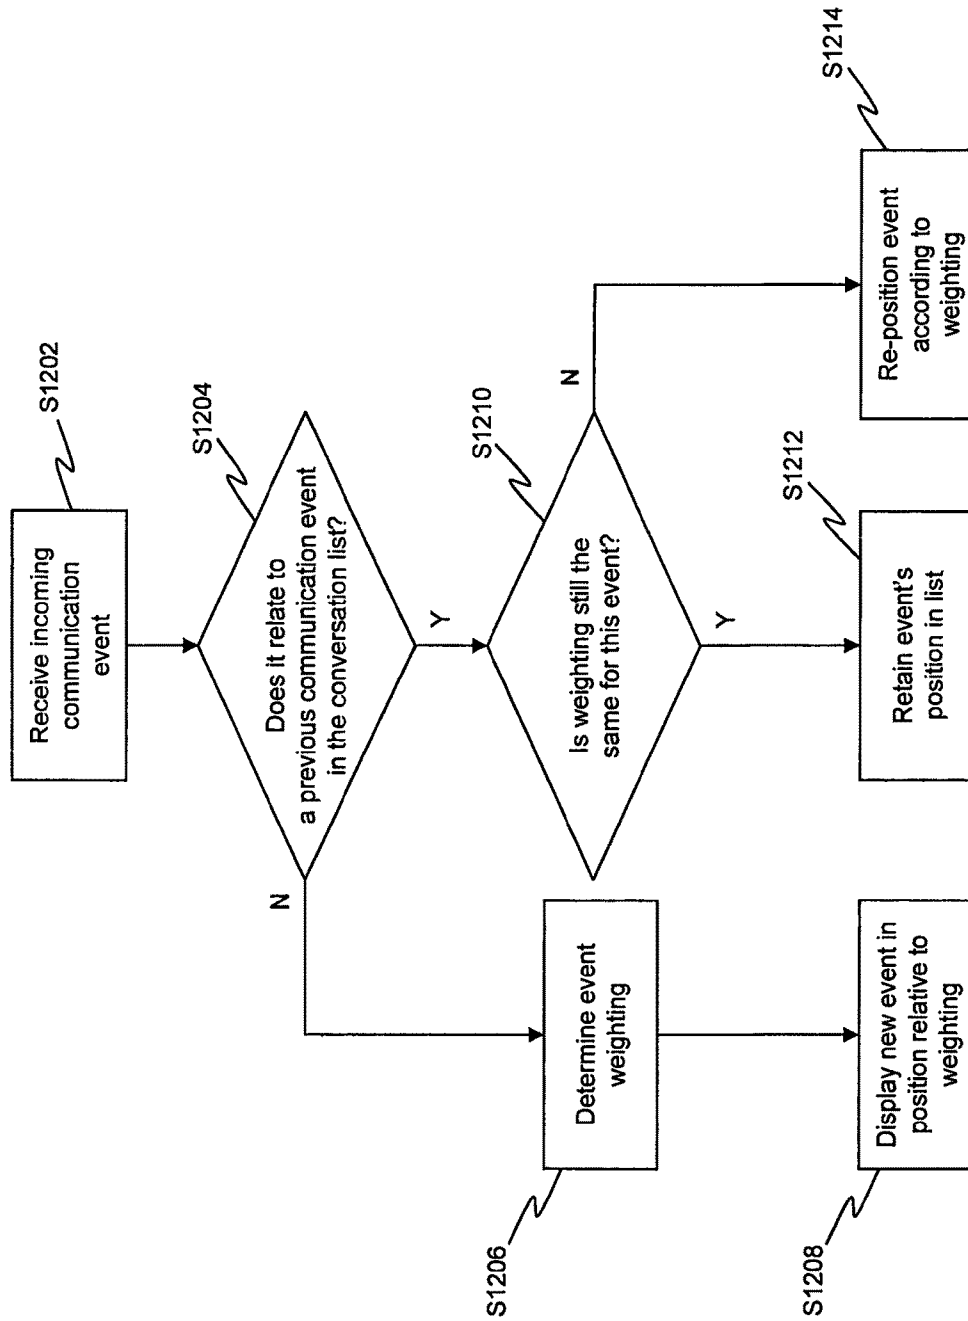 S1202
Receive incoming
communication
event
S1204
Does it relate to
a previous communication event
in the conversation list?
N
Y
S1206
Determine event
weighting
S1210
Is weighting still the
same for this event?
N
Y
S1208
Display new event in
position relative to
weighting
S1212
Retain event's
position in list
S1214
Re-position event
according to
weighting